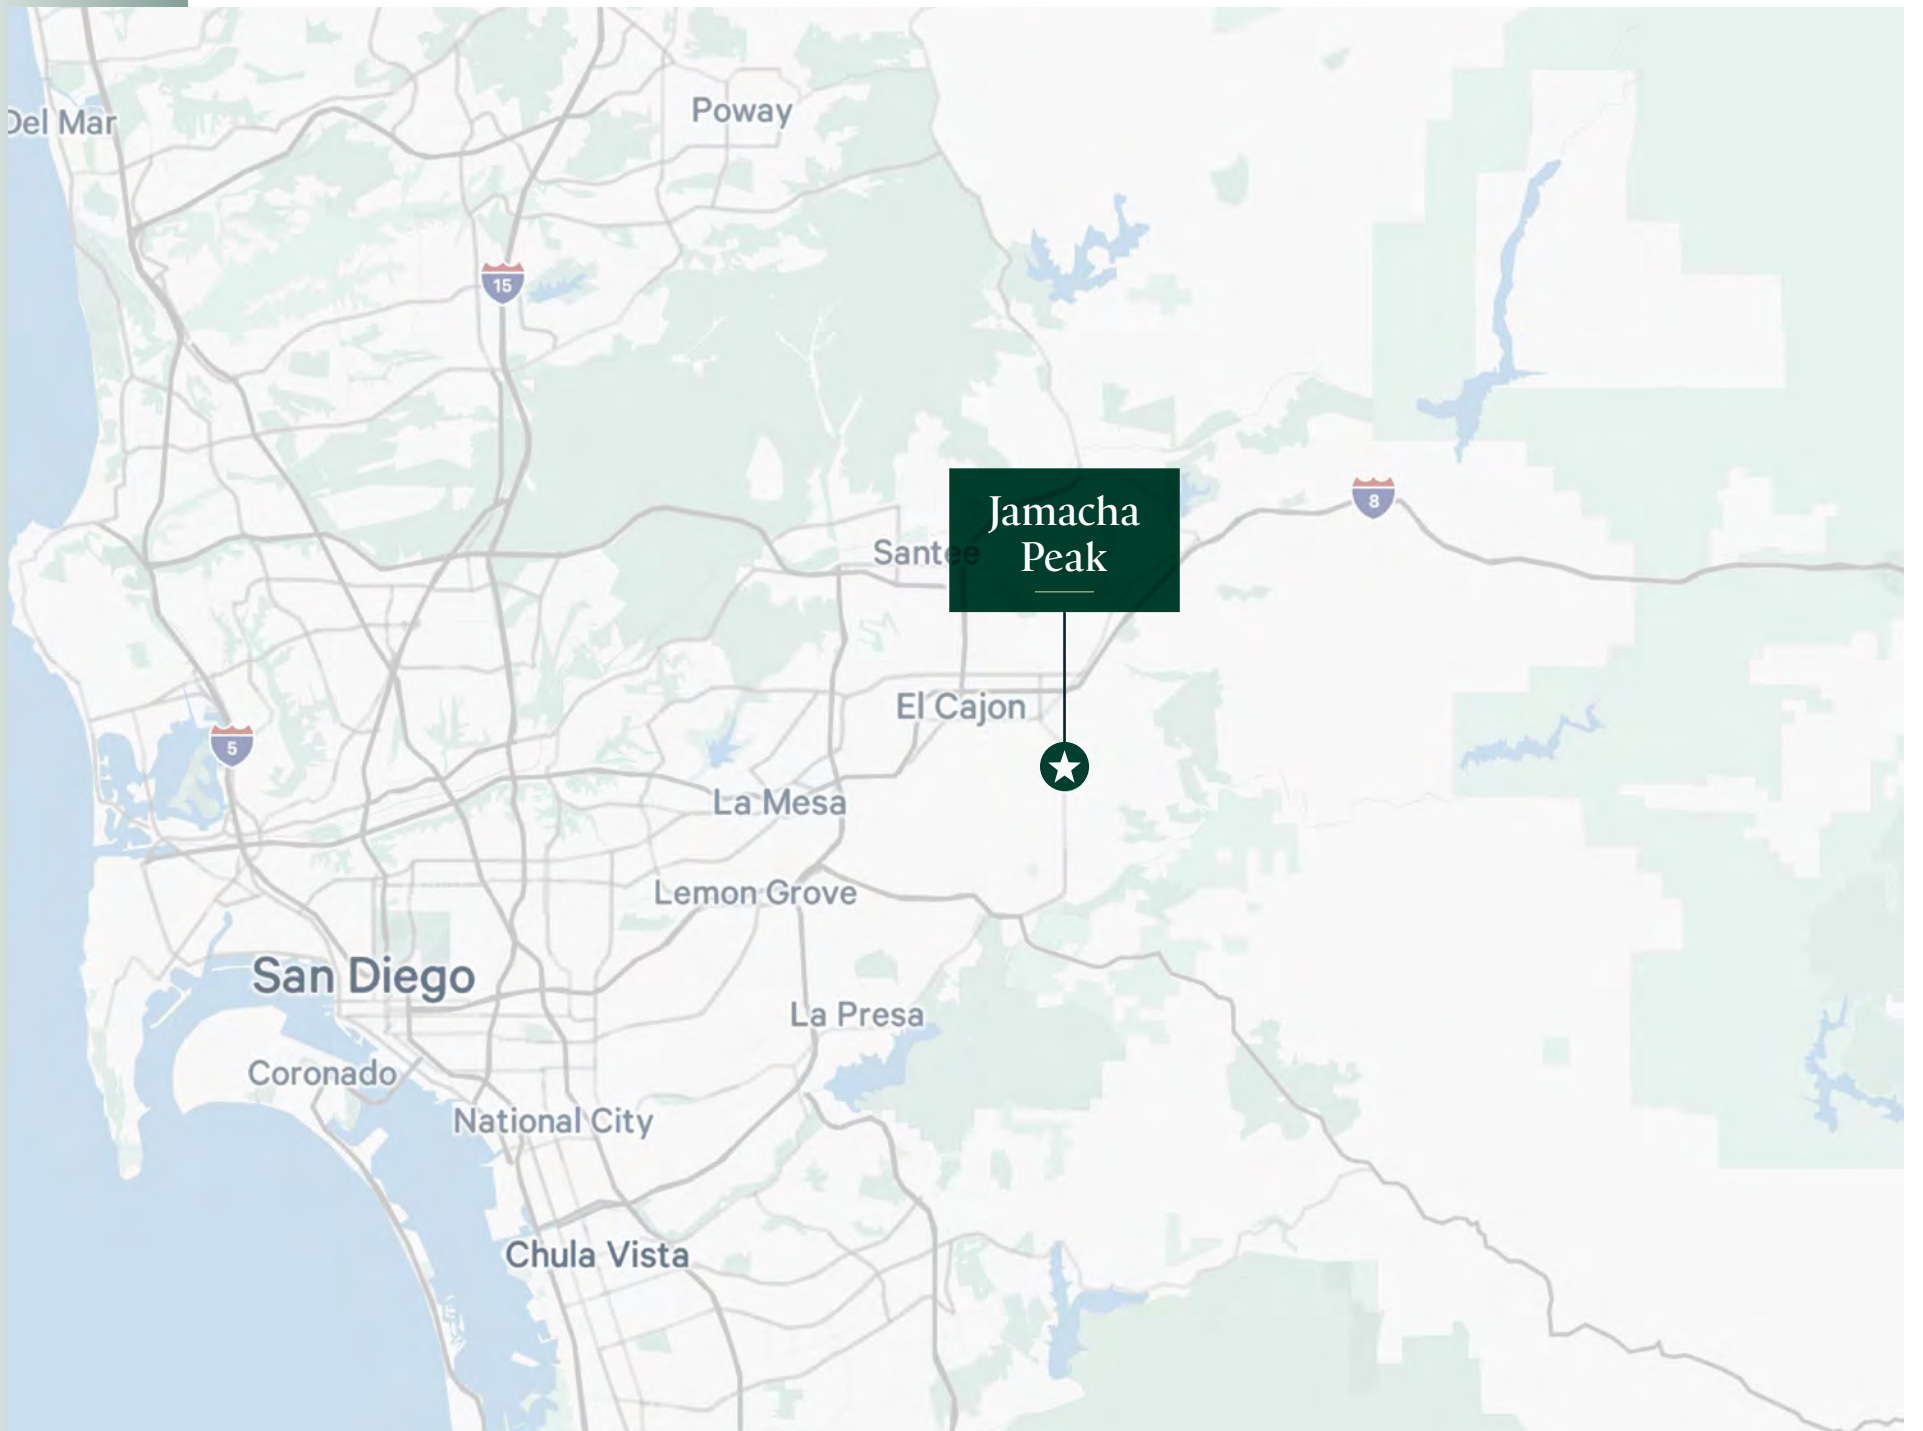 Poway
Del Mar
15
8
Jamacha
Peak
Santee
El Cajon
5
La Mesa
Lemon Grove
San Diego
La Presa
Coronado
National City
Chula Vista